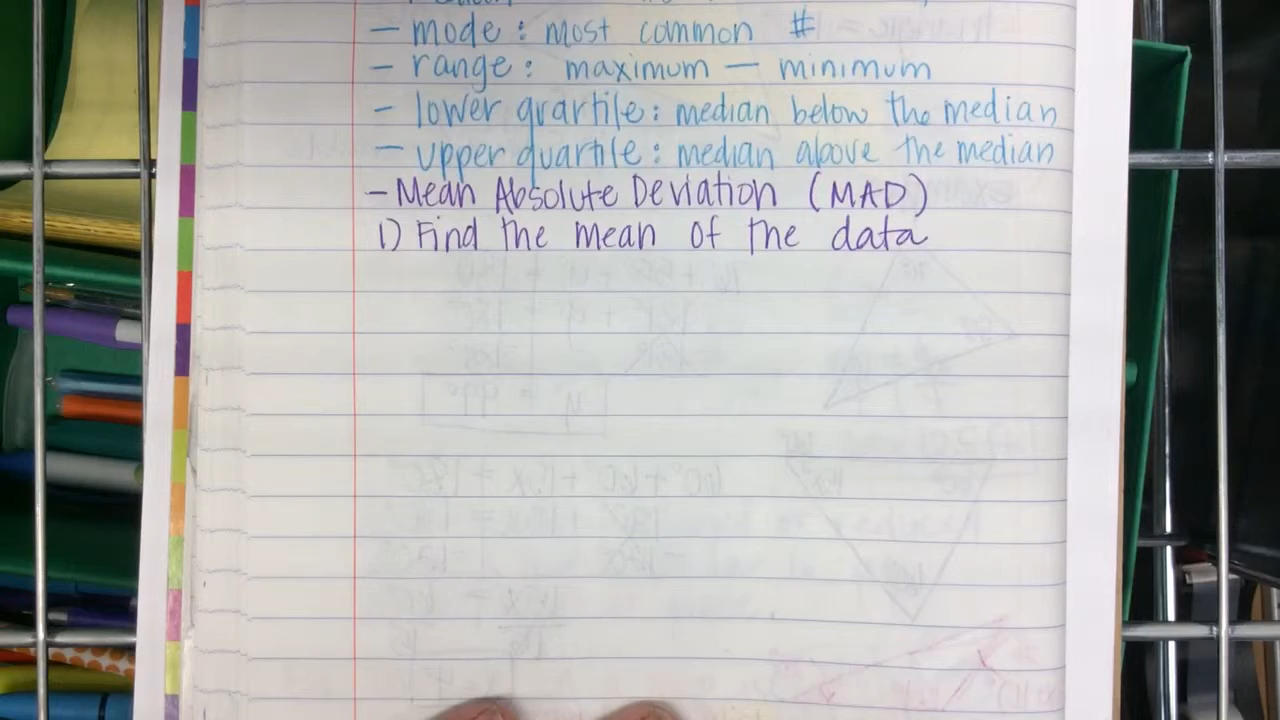 - mode: most common #
- range: maximum - minimum
- lower quartile: median below the median
- upper quartile: median above the median
- Mean Absolute Deviation (MAD)
1) Find the mean of the data